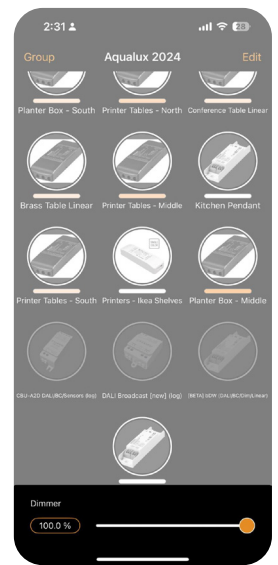 2:31 28
Group Aqualux 2024 Edit
Planter Box - South Printer Tables - North Conference Table Linear
Brass Table Linear Printer Tables - Middle Kitchen Pendant
Printer Tables - South Printers - Ikea Shelves Planter Box - Middle
DALI Broadcast [new] (log)
Dimmer
100.0 %